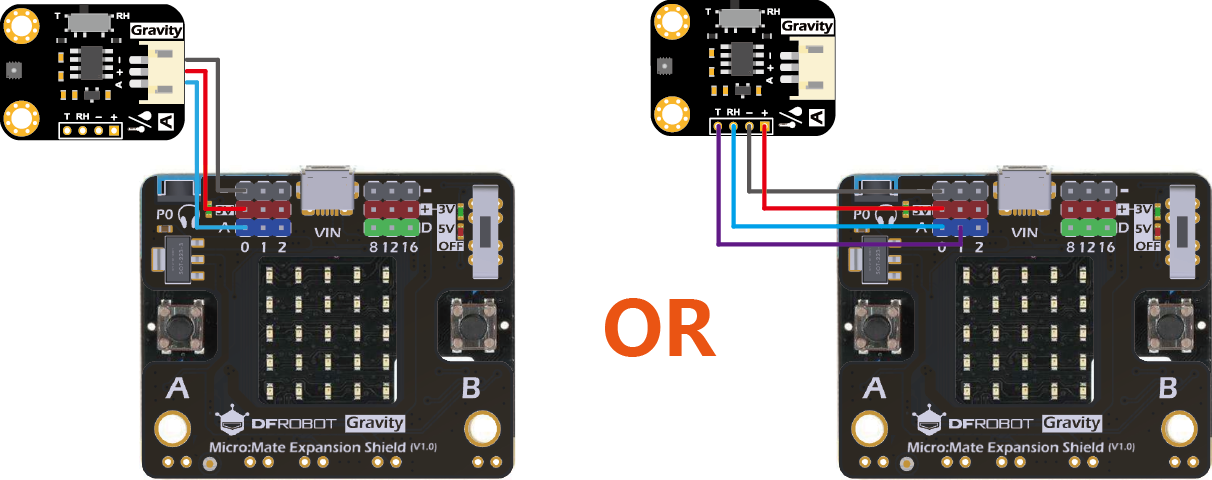 T RH
Gravity
- + A
T RH - +
A
P0 3V
A
0 1 2
VIN
-
+ 3V
D 5V
8 12 16 OFF
A B
DFROBOT Gravity
Micro:Mate Expansion Shield (V1.0)
OR
T RH
Gravity
- + A
T RH - +
A
P0 3V
A
0 1 2
VIN
-
+ 3V
D 5V
8 12 16 OFF
A B
DFROBOT Gravity
Micro:Mate Expansion Shield (V1.0)